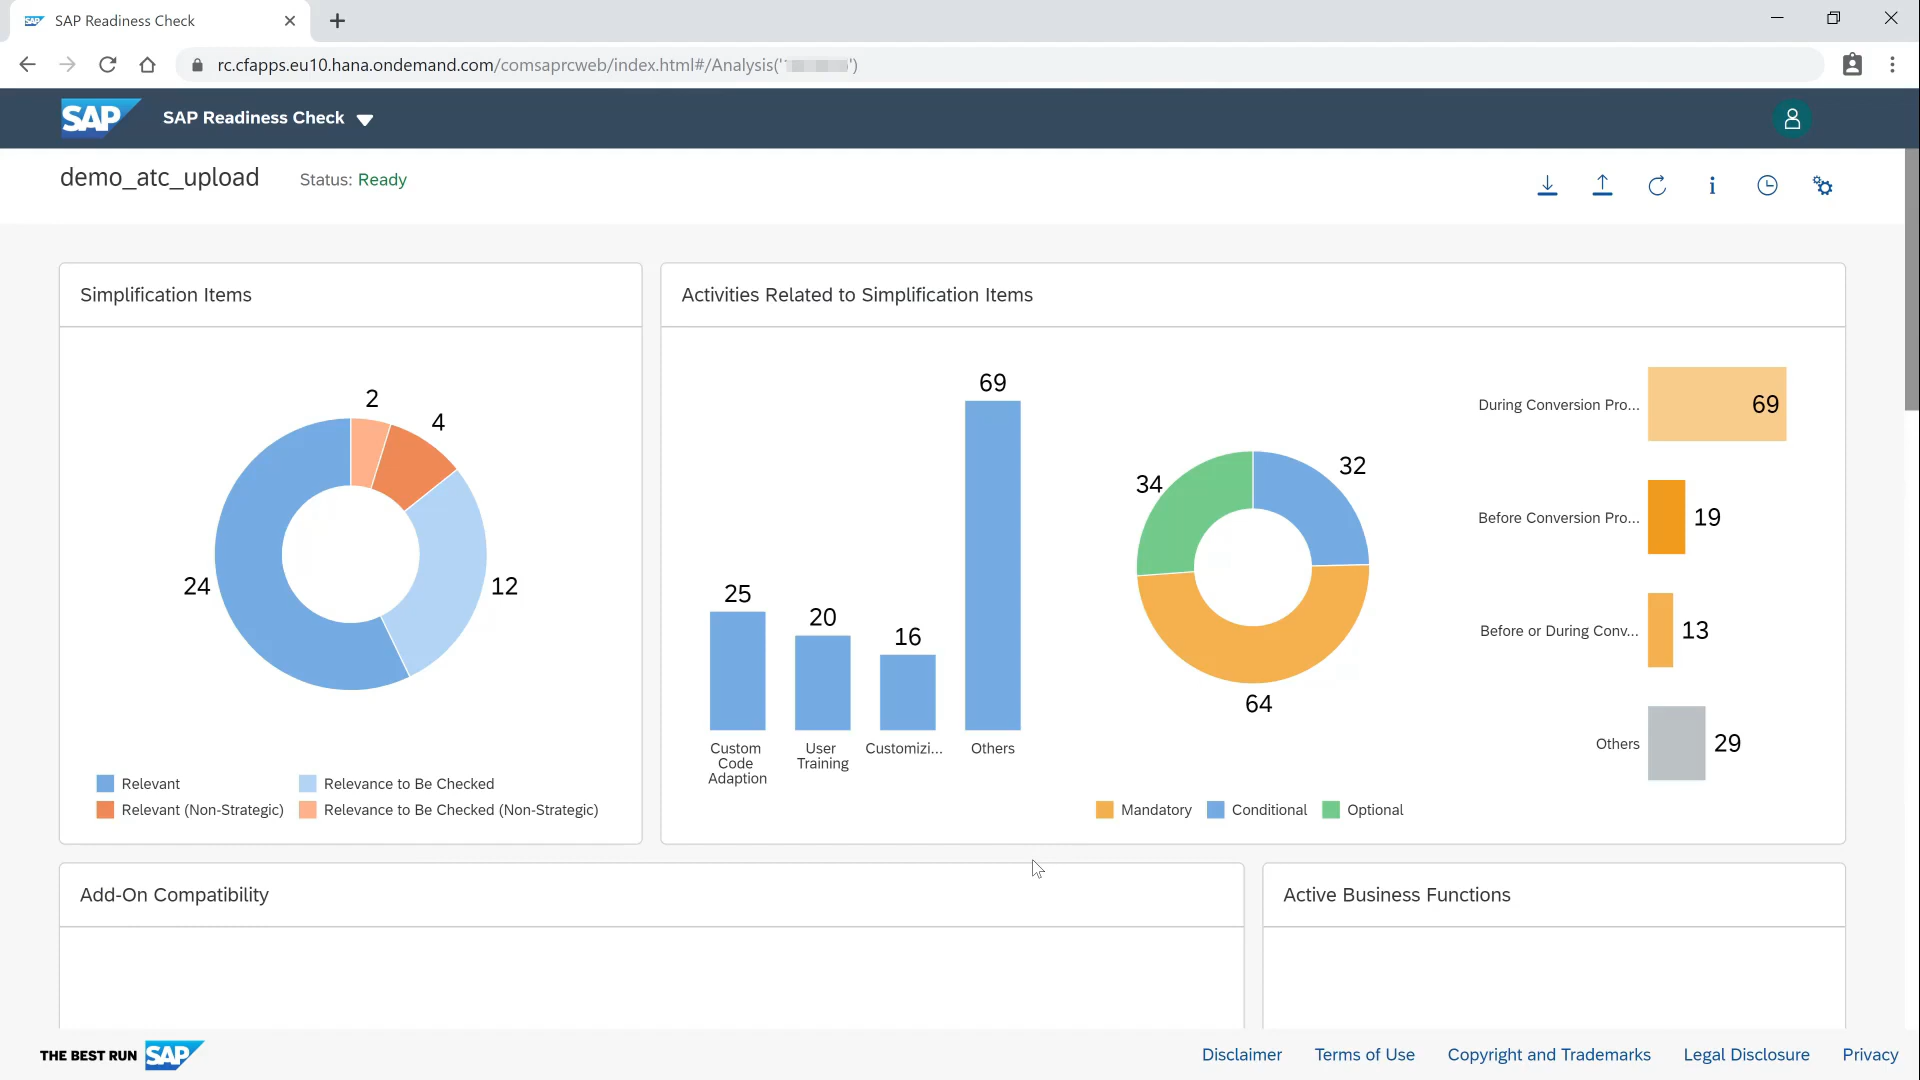 SAP SAP Readiness Check
rc.cfapps.eu10.hana.ondemand.com/comsaprcweb/index.html#/Analysis('
')
SAP SAP Readiness Check
demo_atc_upload Status: Ready
Simplification Items
2
4
24
12
Relevant Relevance to Be Checked
Relevant (Non-Strategic) Relevance to Be Checked (Non-Strategic)
Activities Related to Simplification Items
69
25
20
16
Custom
Code
Adaption
User
Training
Customizi...
Others
34
32
64
Mandatory Conditional Optional
During Conversion Pro... 69
Before Conversion Pro... 19
Before or During Conv... 13
Others 29
Add-On Compatibility
Active Business Functions
THE BEST RUN SAP
Disclaimer Terms of Use Copyright and Trademarks Legal Disclosure Privacy